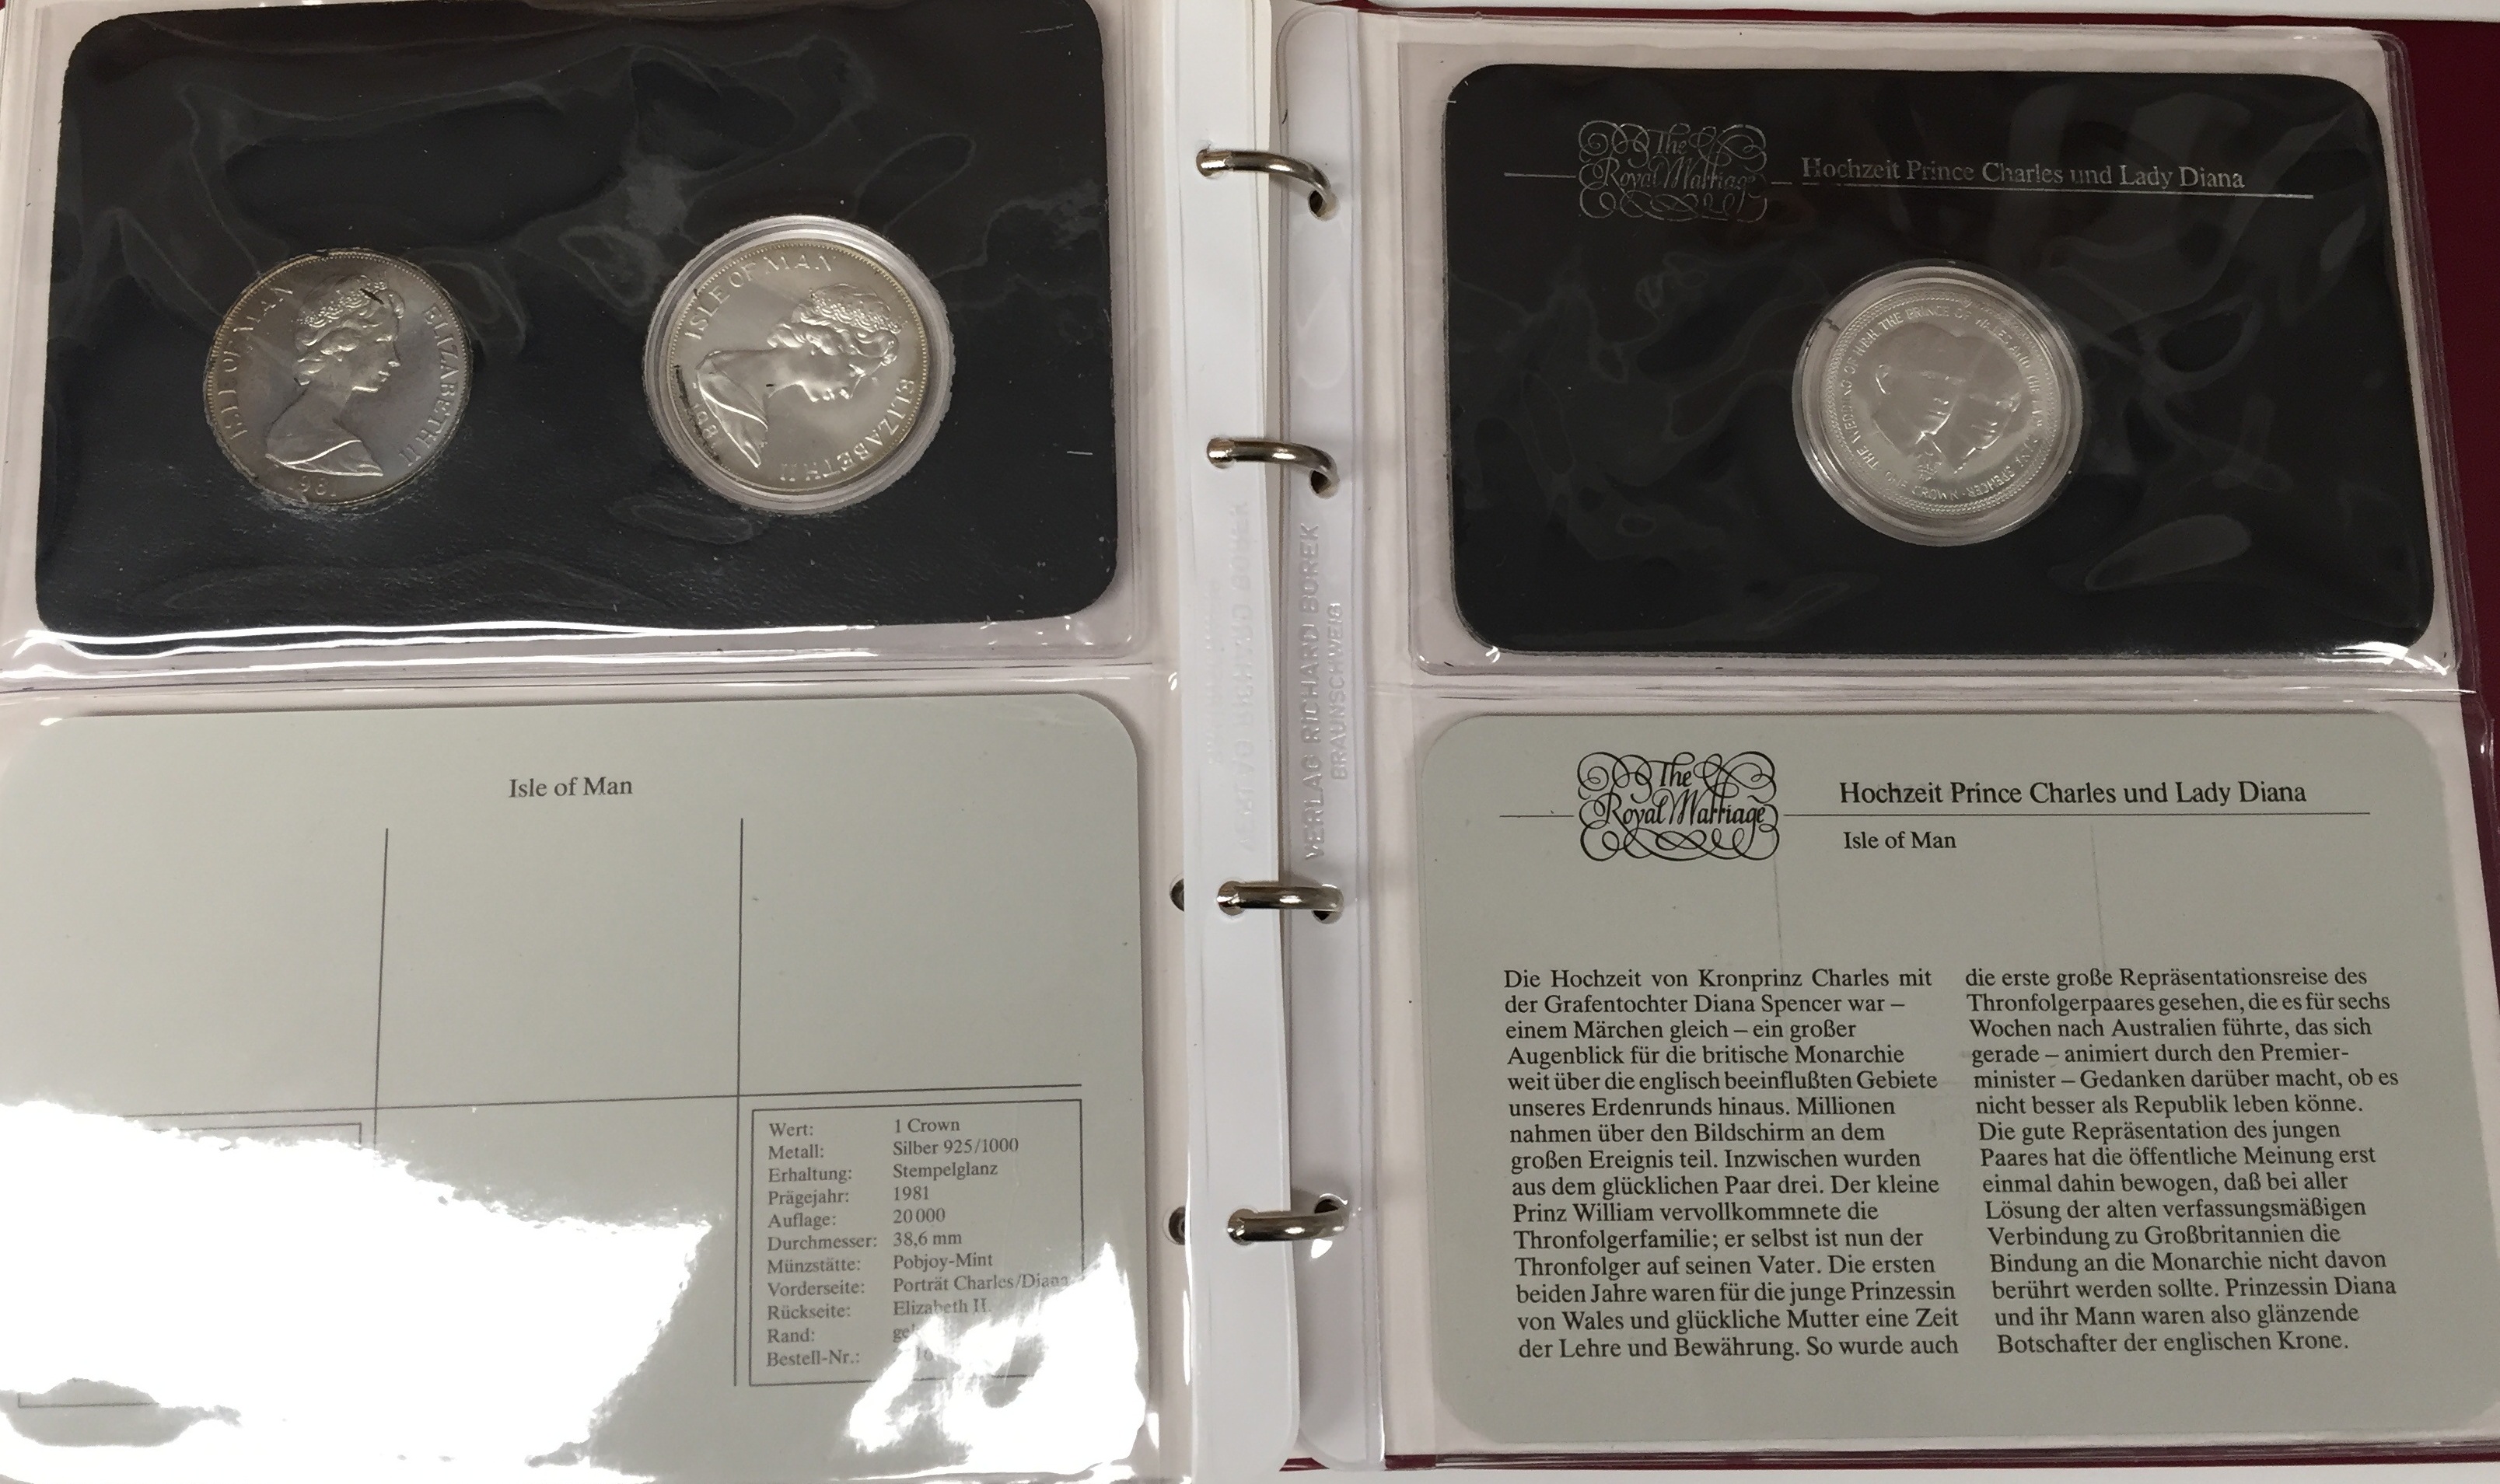 ISLE OF MAN
ELIZABETH II
1981
ISLE OF MAN
ELIZABETH II
1981
Isle of Man
Wert: 1 Crown
Metall: Silber 925/1000
Erhaltung: Stempelglanz
Prägejahr: 1981
Auflage: 20 000
Durchmesser: 38,6 mm
Münzstätte: Pobjoy-Mint
Vorderseite: Porträt Charles/Diana
Rückseite: Elizabeth II.
Rand:
Bestell-Nr.:
VERLAG RICHARD BOREK
BRAUNSCHWEIG
The
Royal Marriage
Hochzeit Prince Charles und Lady Diana
THE WEDDING OF H.R.H. THE PRINCE OF WALES AND THE LADY DIANA SPENCER
ONE CROWN
The
Royal Marriage
Hochzeit Prince Charles und Lady Diana
Isle of Man
Die Hochzeit von Kronprinz Charles mit
der Grafentochter Diana Spencer war –
einem Märchen gleich – ein großer
Augenblick für die britische Monarchie
weit über die englisch beeinflußten Gebiete
unseres Erdenrunds hinaus. Millionen
nahmen über den Bildschirm an dem
großen Ereignis teil. Inzwischen wurden
aus dem glücklichen Paar drei. Der kleine
Prinz William vervollkommnete die
Thronfolgerfamilie; er selbst ist nun der
Thronfolger auf seinen Vater. Die ersten
beiden Jahre waren für die junge Prinzessin
von Wales und glückliche Mutter eine Zeit
der Lehre und Bewährung. So wurde auch
die erste große Repräsentationsreise des
Thronfolgerpaares gesehen, die es für sechs
Wochen nach Australien führte, das sich
gerade – animiert durch den Premier-
minister – Gedanken darüber macht, ob es
nicht besser als Republik leben könne.
Die gute Repräsentation des jungen
Paares hat die öffentliche Meinung erst
einmal dahin bewogen, daß bei aller
Lösung der alten verfassungsmäßigen
Verbindung zu Großbritannien die
Bindung an die Monarchie nicht davon
berührt werden sollte. Prinzessin Diana
und ihr Mann waren also glänzende
Botschafter der englischen Krone.